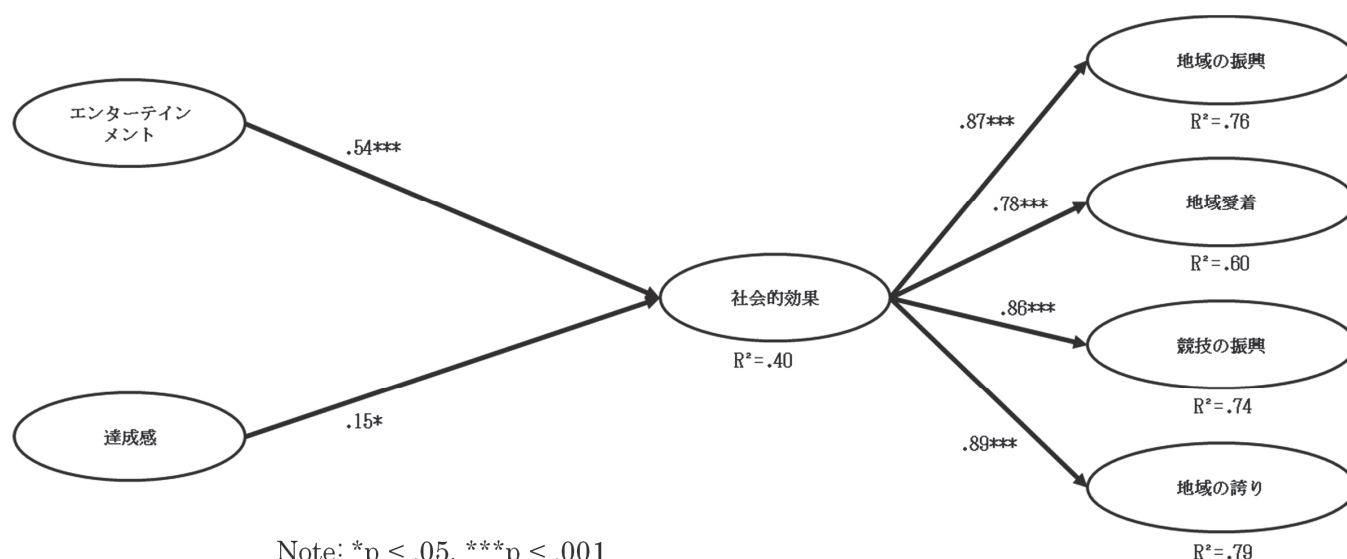 エンターテイン
メント
.54***
達成感
.15*
社会的効果
R²=.40
.87***
地域の振興
R²=.76
.78***
地域愛着
R²=.60
.86***
競技の振興
R²=.74
.89***
地域の誇り
R²=.79
Note: *p < .05, ***p < .001